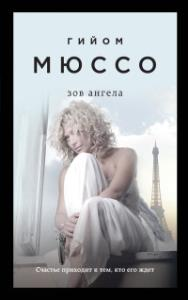 ГИЙОМ
МЮССО
зов ангела
Счастье приходит к тем, кто его ждет